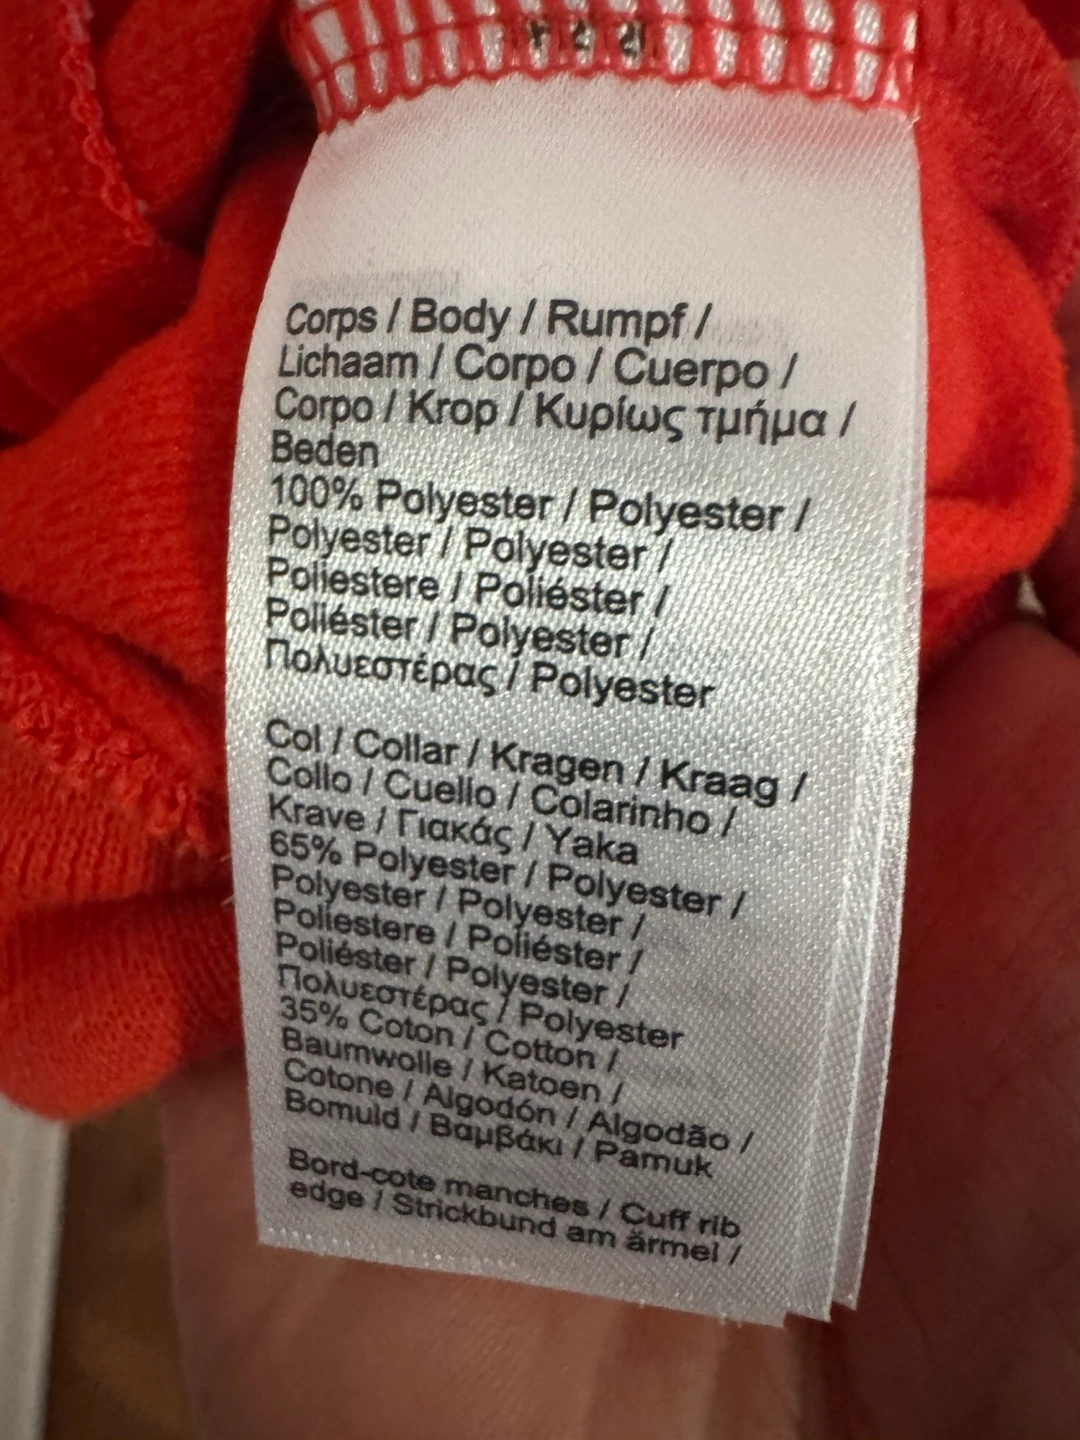 Corps / Body / Rumpf /
Lichaam / Corpo / Cuerpo /
Corpo / Krop / Κυρίως τμήμα /
Beden
100% Polyester / Polyester /
Polyester / Polyester /
Poliestere / Poliéster /
Poliéster / Polyester /
Πολυεστέρας / Polyester
Col / Collar / Kragen / Kraag /
Collo / Cuello / Colarinho /
Krave / Γιακάς / Yaka
65% Polyester / Polyester /
Polyester / Polyester /
Poliestere / Poliéster /
Poliéster / Polyester /
Πολυεστέρας / Polyester
35% Coton / Cotton /
Baumwolle / Katoen /
Cotone / Algodón / Algodão /
Bomuld / Βαμβάκι / Pamuk
Bord-cote manches / Cuff rib
edge / Strickbund am ärmel /